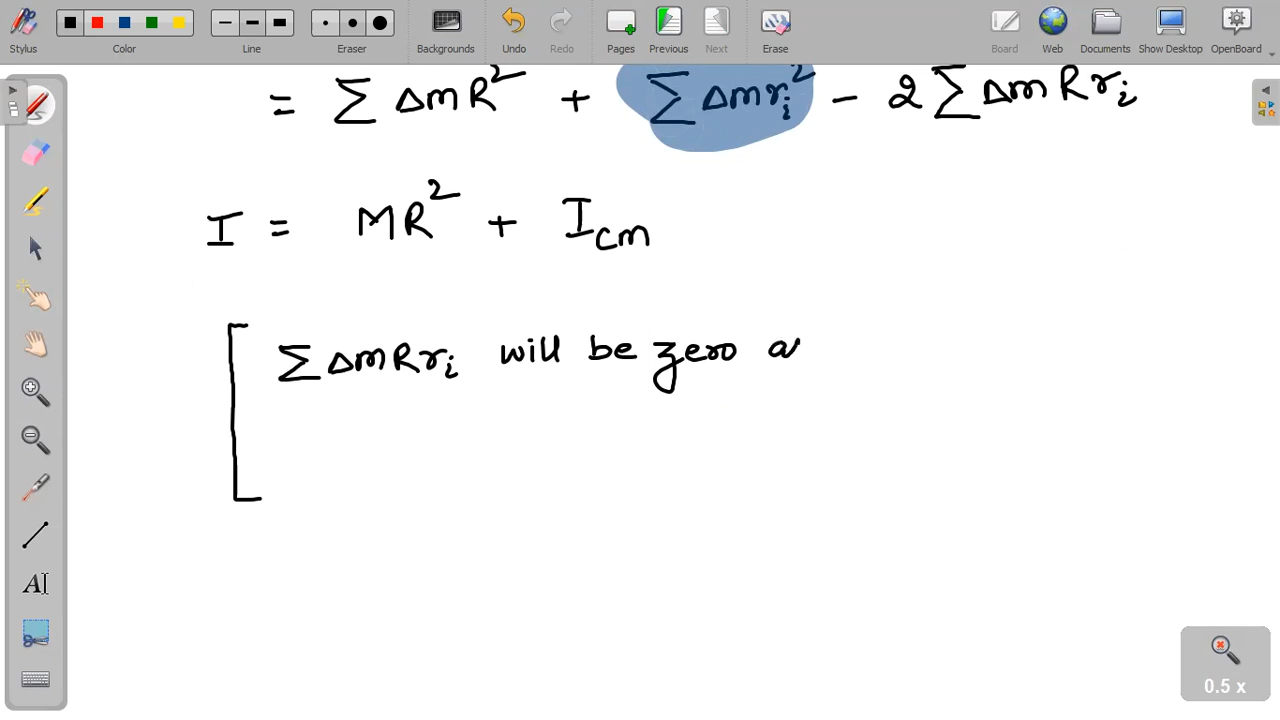 Stylus Color Line Eraser Backgrounds Undo Redo Pages Previous Next Erase Board Web Documents Show Desktop OpenBoard
= ∑ ΔmR² + ∑ Δmrᵢ² − 2 ∑ ΔmRrᵢ
I = MR² + I_cm
[ ∑ ΔmRrᵢ will be zero a
0.5 x